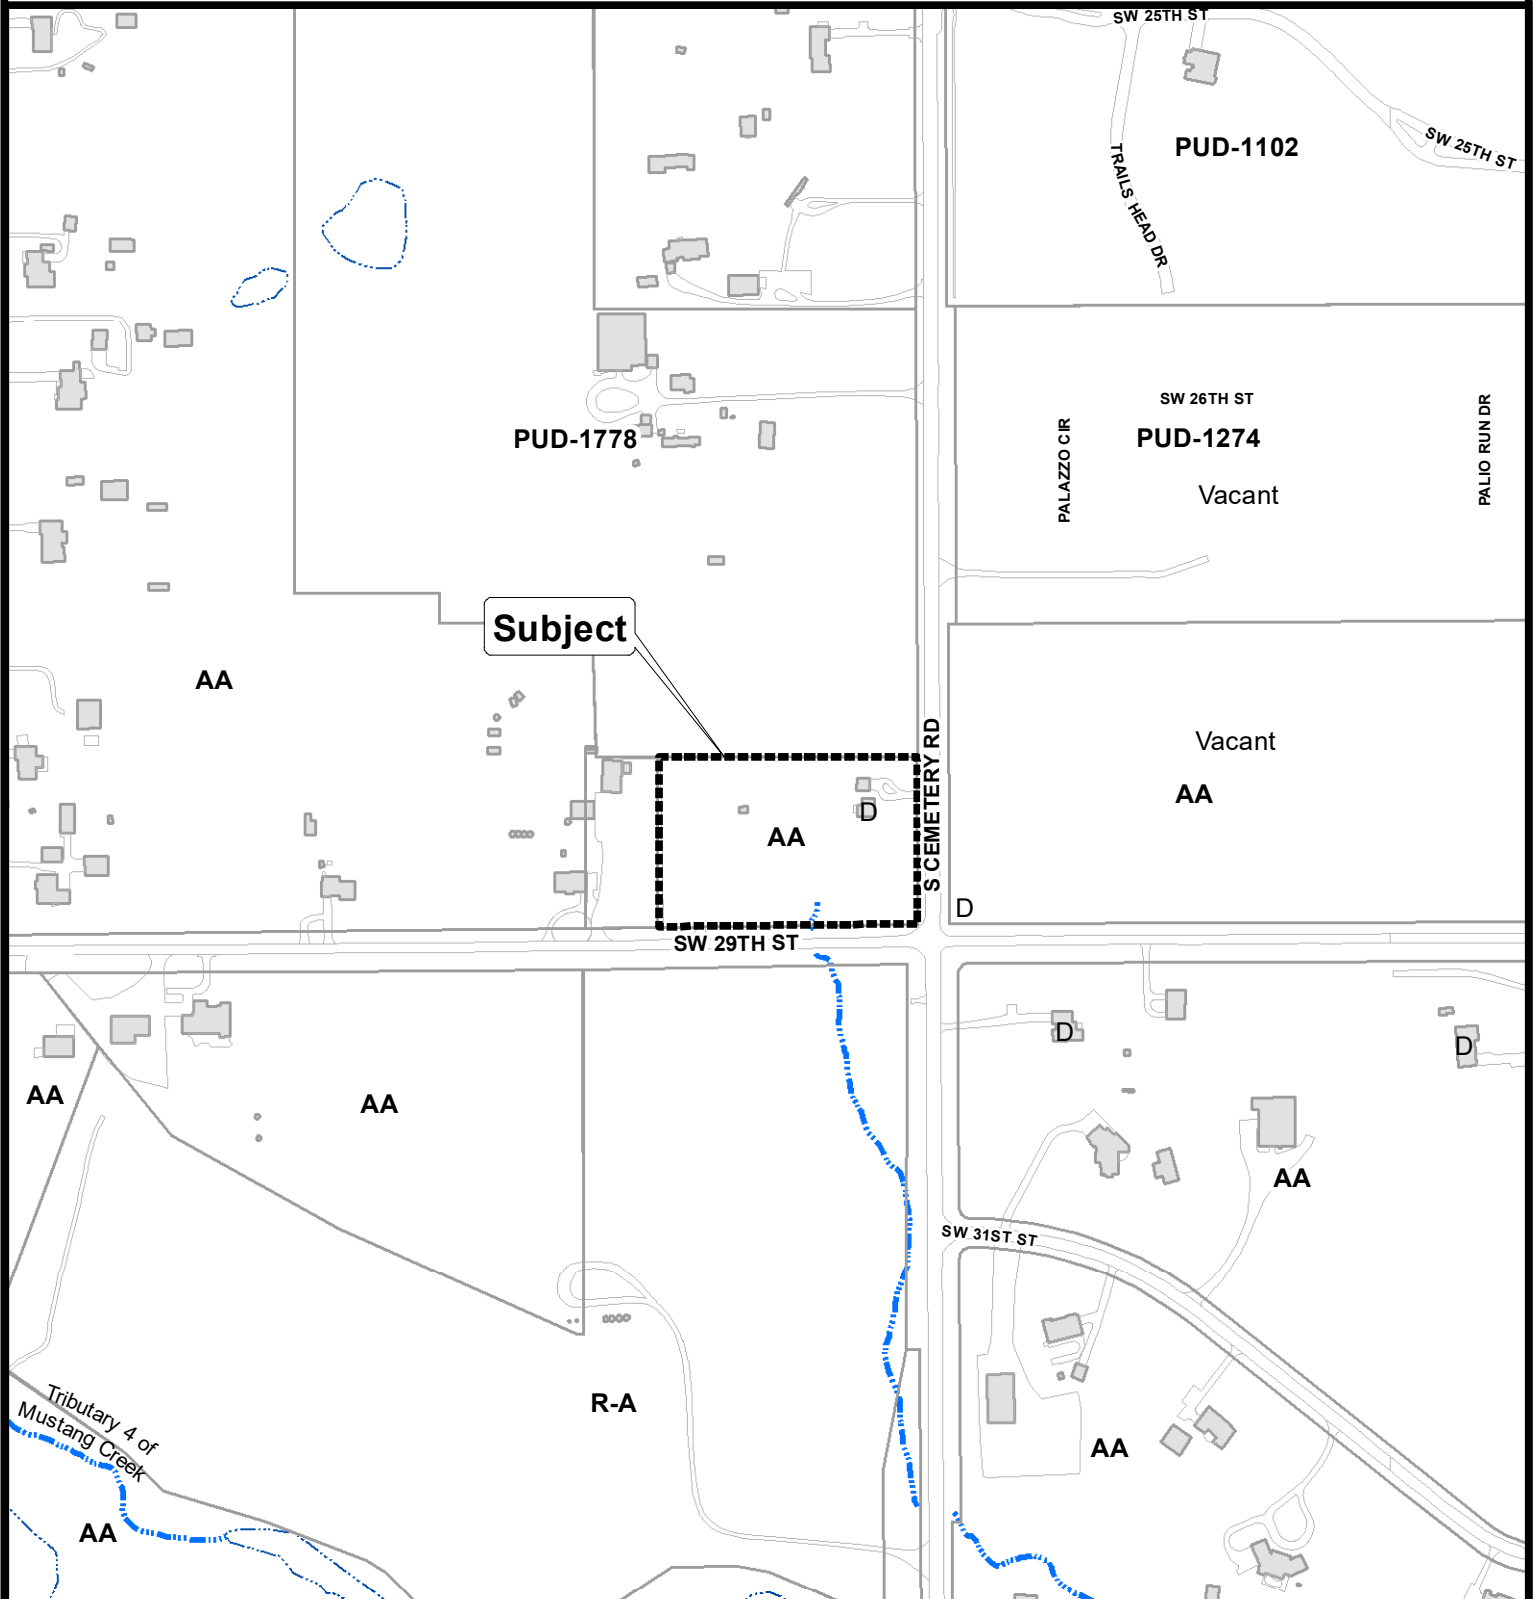 SW 25TH ST
SW 25TH ST
PUD-1102
TRAILS HEAD DR
SW 26TH ST
PUD-1778
PUD-1274
PALAZZO CIR
PALIO RUN DR
Vacant
Subject
AA
S CEMETERY RD
Vacant
AA
D
AA
D
SW 29TH ST
D
D
AA
AA
AA
SW 31ST ST
R-A
AA
Tributary 4 of
Mustang Creek
AA